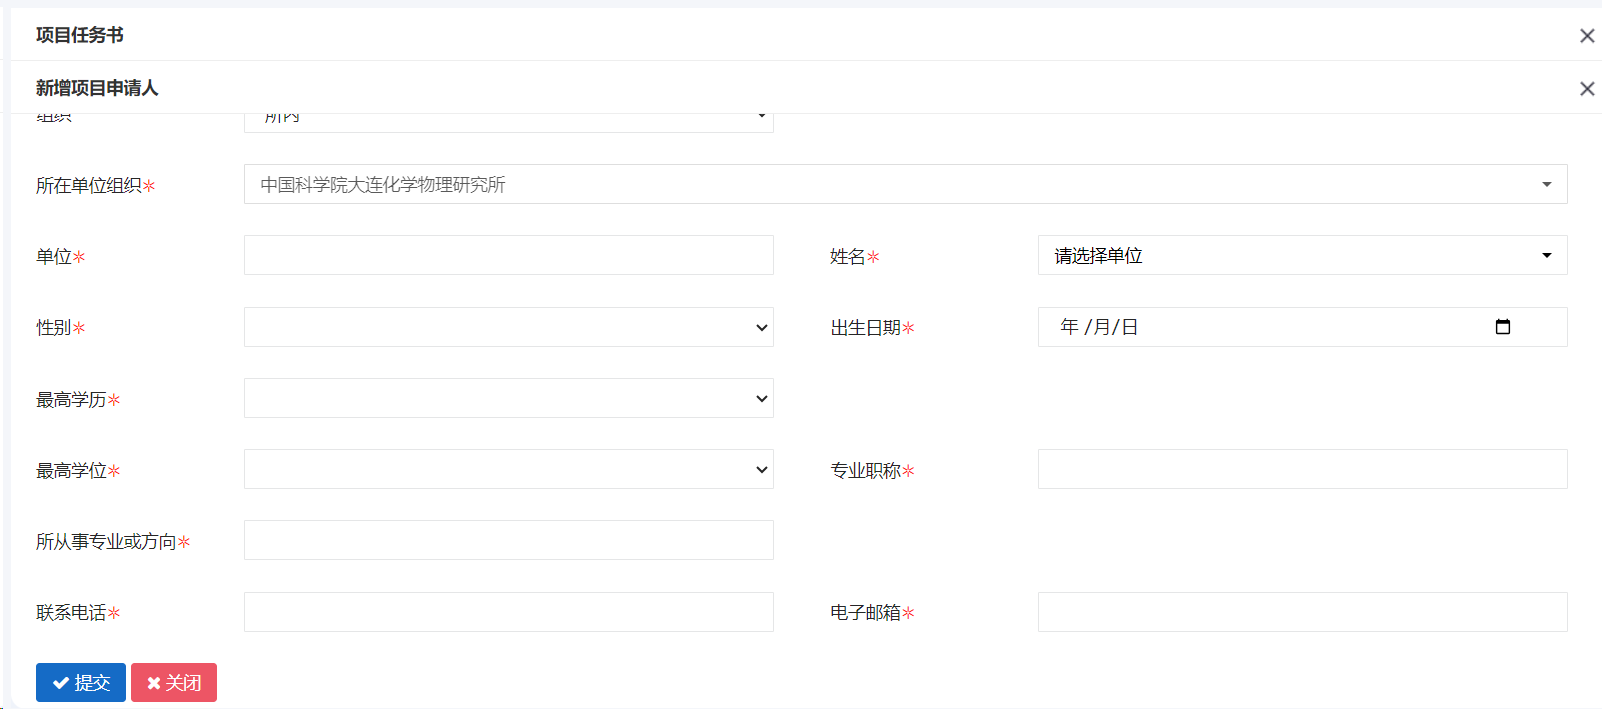 项目任务书
新增项目申请人
组织 所内
所在单位组织* 中国科学院大连化学物理研究所
单位* 姓名* 请选择单位
性别* 出生日期* 年 /月/日
最高学历*
最高学位* 专业职称*
所从事专业或方向*
联系电话* 电子邮箱*
提交 关闭